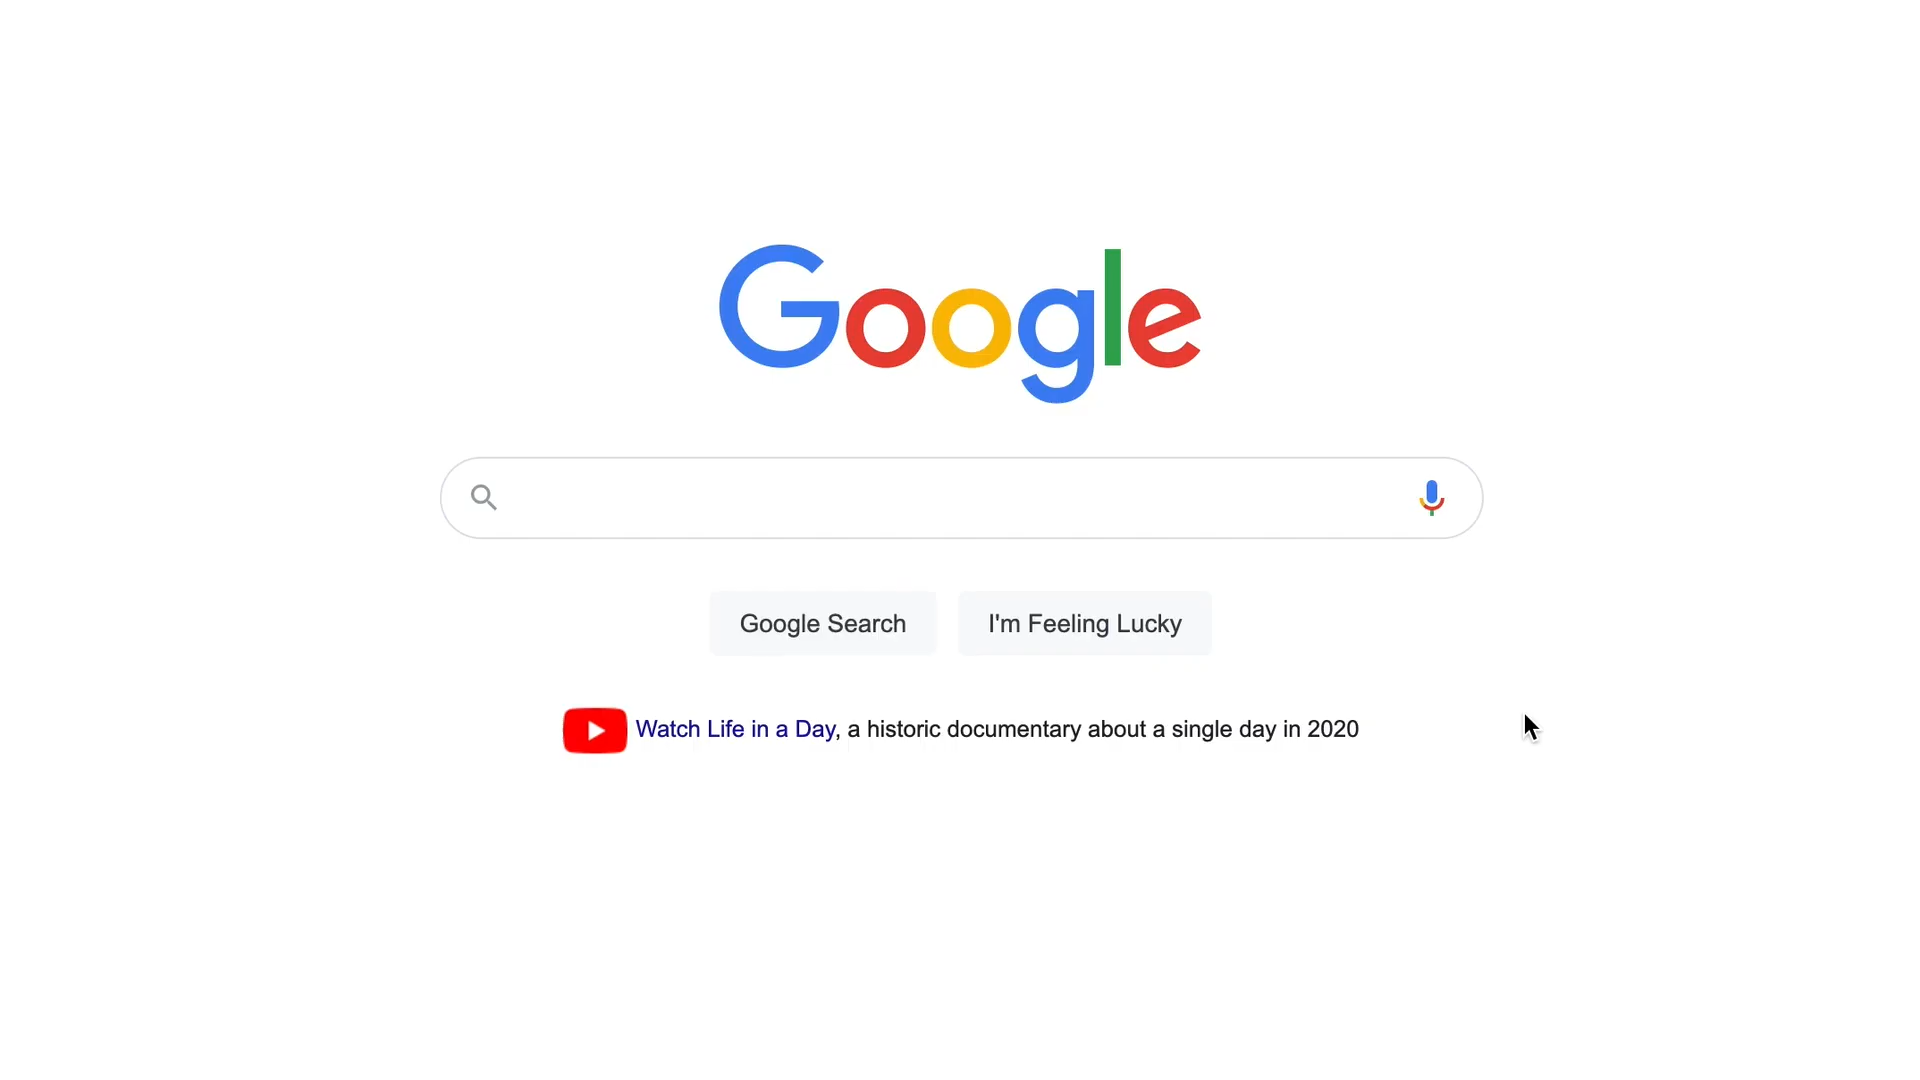 Google
Google Search
I'm Feeling Lucky
Watch Life in a Day, a historic documentary about a single day in 2020